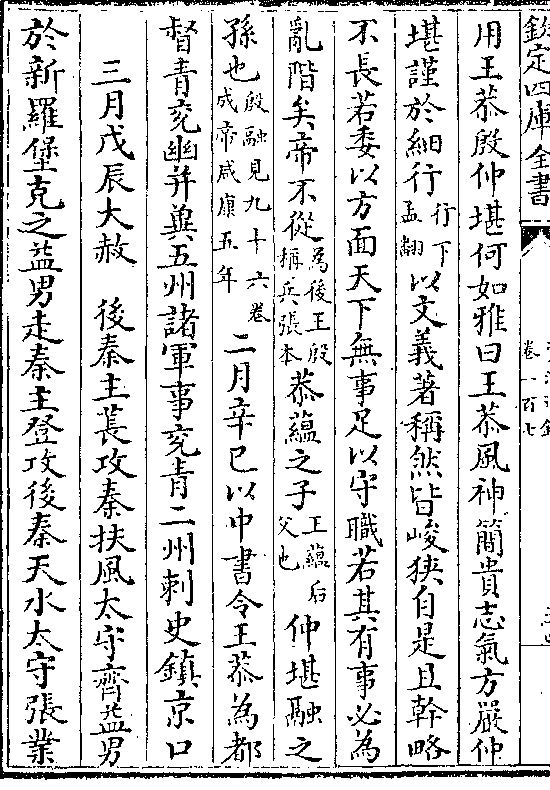 欽定四庫全書
卷一百七
用王恭殷仲堪何如雅曰王恭風神簡貴志氣方嚴仲
堪謹於細行行下孟翻以文義著稱然皆峻狹自是且幹略
不長若委以方面天下無事足以守職若其有事必為
亂階矣帝不從為後王殷稱兵張本恭蘊之子王蘊后父也仲堪融之
孫也殷融見九十六卷成帝咸康五年二月辛巳以中書令王恭為都
督青兗幽并冀五州諸軍事兗青二州刺史鎮京口
三月戊辰大赦　後秦主萇攻秦扶風太守齊益男
於新羅堡克之益男走秦主登攻後秦天水太守張業